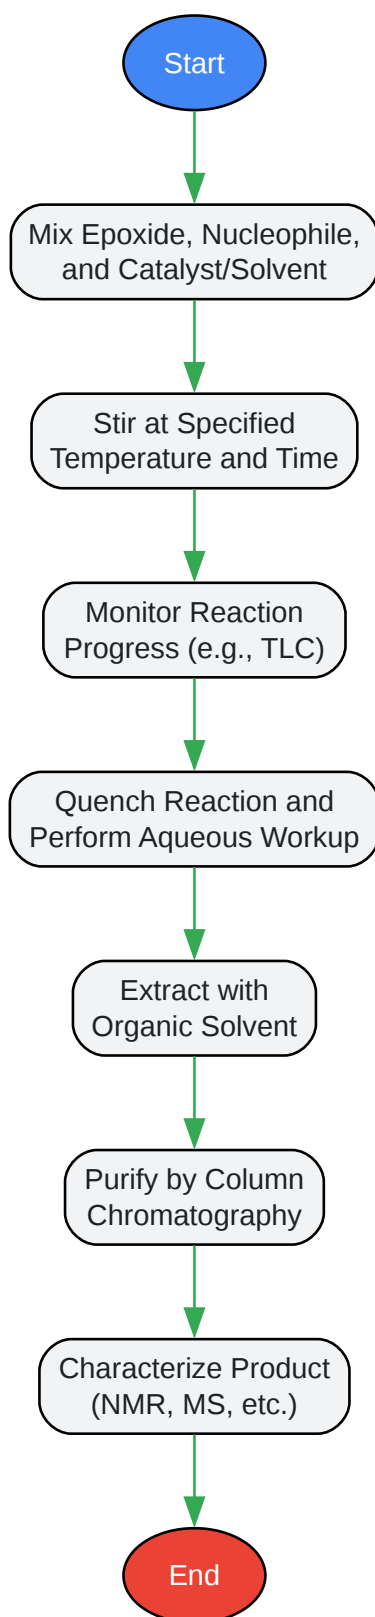 Start
Mix Epoxide, Nucleophile,
and Catalyst/Solvent
Stir at Specified
Temperature and Time
Monitor Reaction
Progress (e.g., TLC)
Quench Reaction and
Perform Aqueous Workup
Extract with
Organic Solvent
Purify by Column
Chromatography
Characterize Product
(NMR, MS, etc.)
End